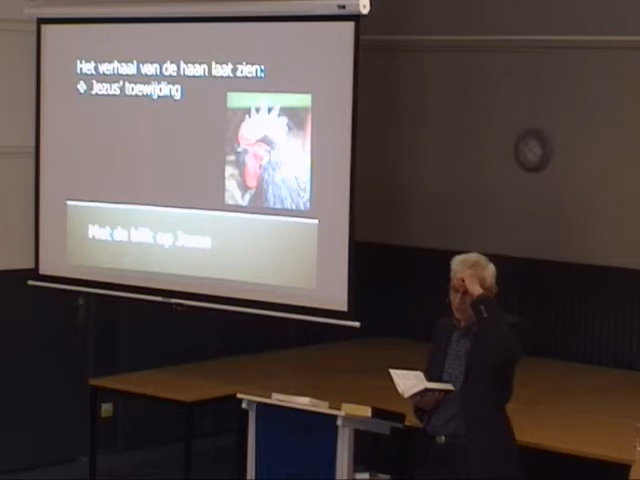 Het verhaal van de haan laat zien:
❖ Jezus' toewijding
Met de blik op Jezus